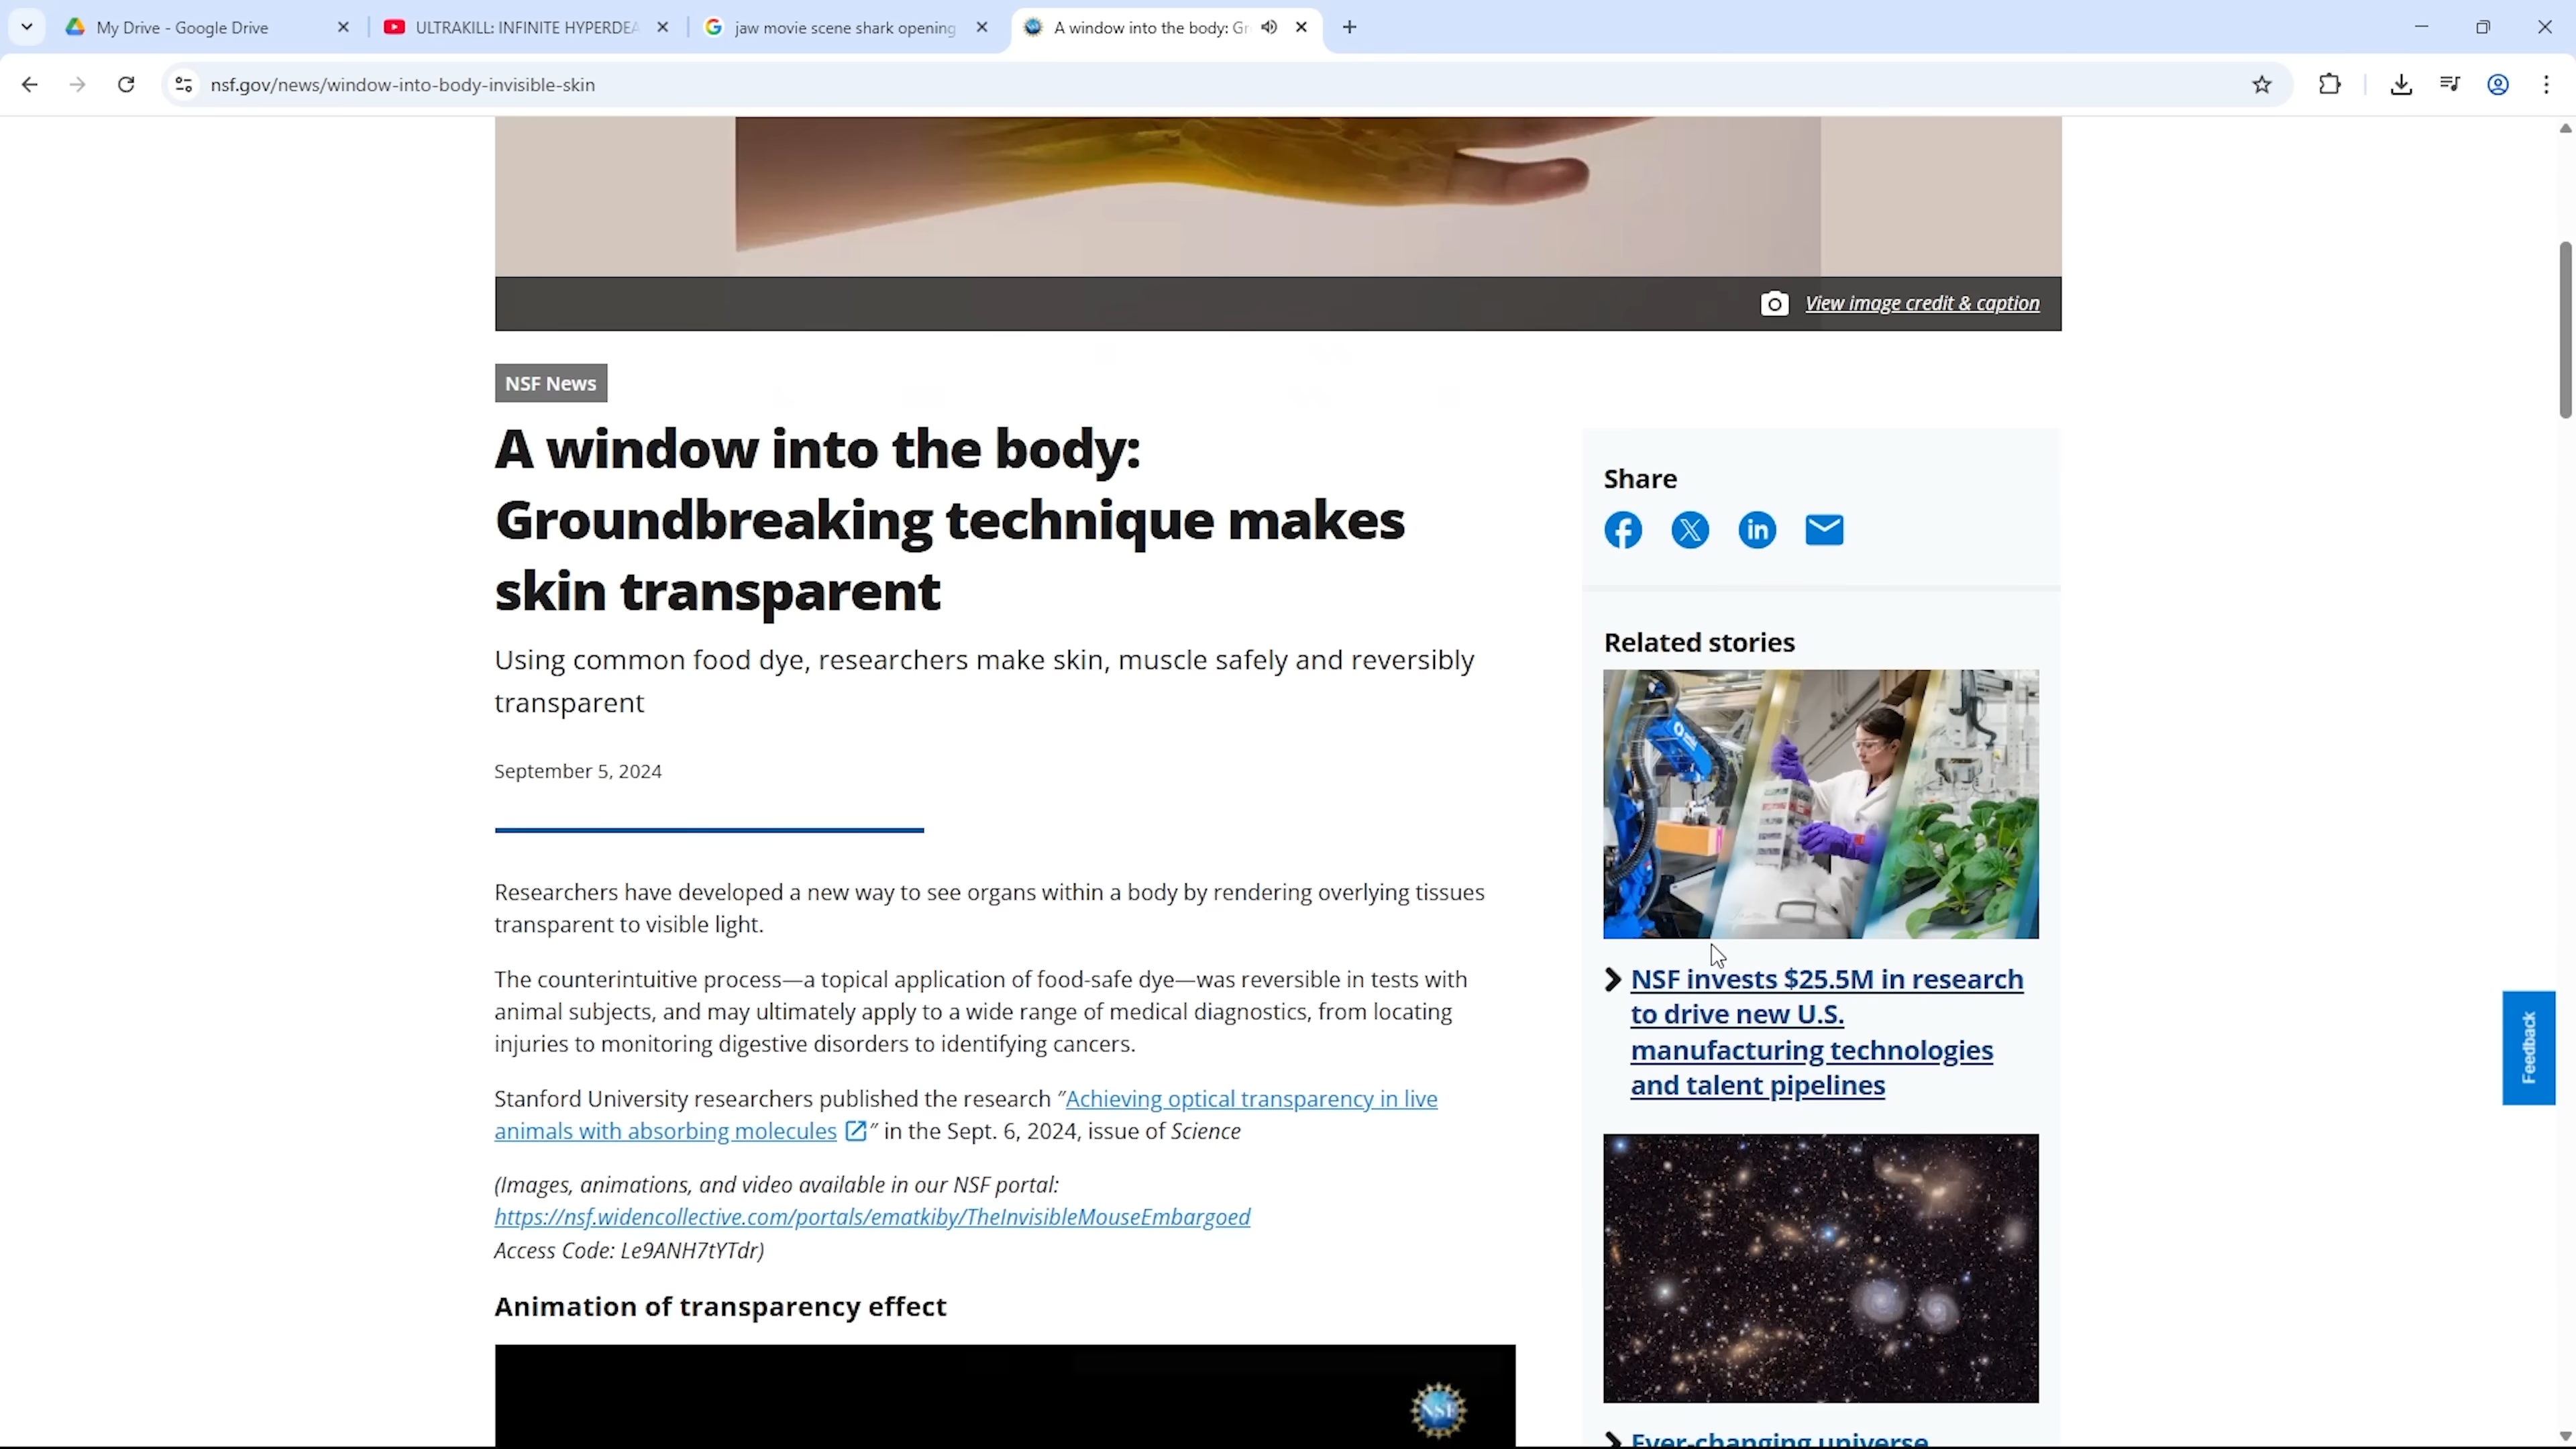 My Drive - Google Drive
ULTRAKILL: INFINITE HYPERDEA
jaw movie scene shark opening
A window into the body: Gr
nsf.gov/news/window-into-body-invisible-skin
View image credit & caption
NSF News
A window into the body:
Groundbreaking technique makes
skin transparent
Using common food dye, researchers make skin, muscle safely and reversibly
transparent
September 5, 2024
Researchers have developed a new way to see organs within a body by rendering overlying tissues
transparent to visible light.
The counterintuitive process—a topical application of food-safe dye—was reversible in tests with
animal subjects, and may ultimately apply to a wide range of medical diagnostics, from locating
injuries to monitoring digestive disorders to identifying cancers.
Stanford University researchers published the research "Achieving optical transparency in live
animals with absorbing molecules" in the Sept. 6, 2024, issue of Science
(Images, animations, and video available in our NSF portal:
https://nsf.widencollective.com/portals/ematkiby/TheInvisibleMouseEmbargoed
Access Code: Le9ANH7tYTdr)
Animation of transparency effect
NSF
Share
Related stories
NSF invests $25.5M in research
to drive new U.S.
manufacturing technologies
and talent pipelines
Ever-changing universe
Feedback